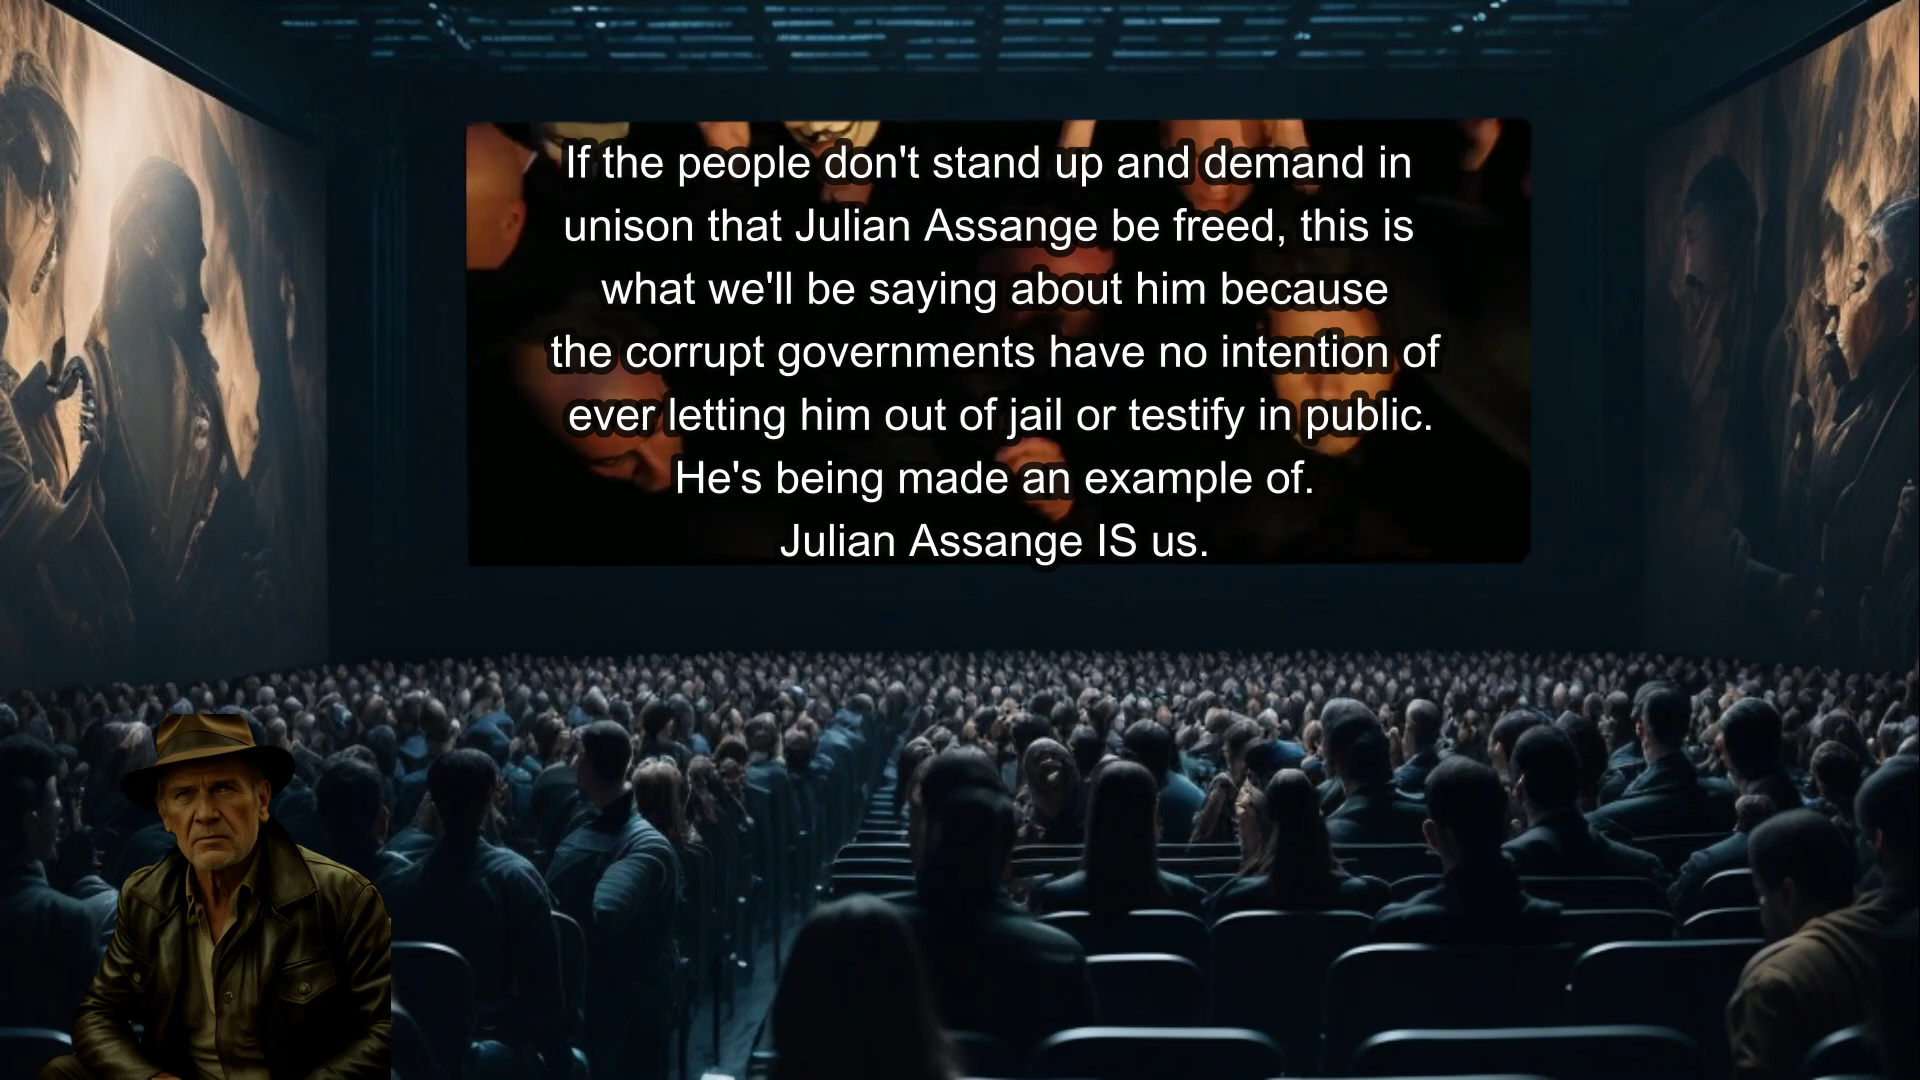 If the people don't stand up and demand in
unison that Julian Assange be freed, this is
what we'll be saying about him because
the corrupt governments have no intention of
ever letting him out of jail or testify in public.
He's being made an example of.
Julian Assange IS us.